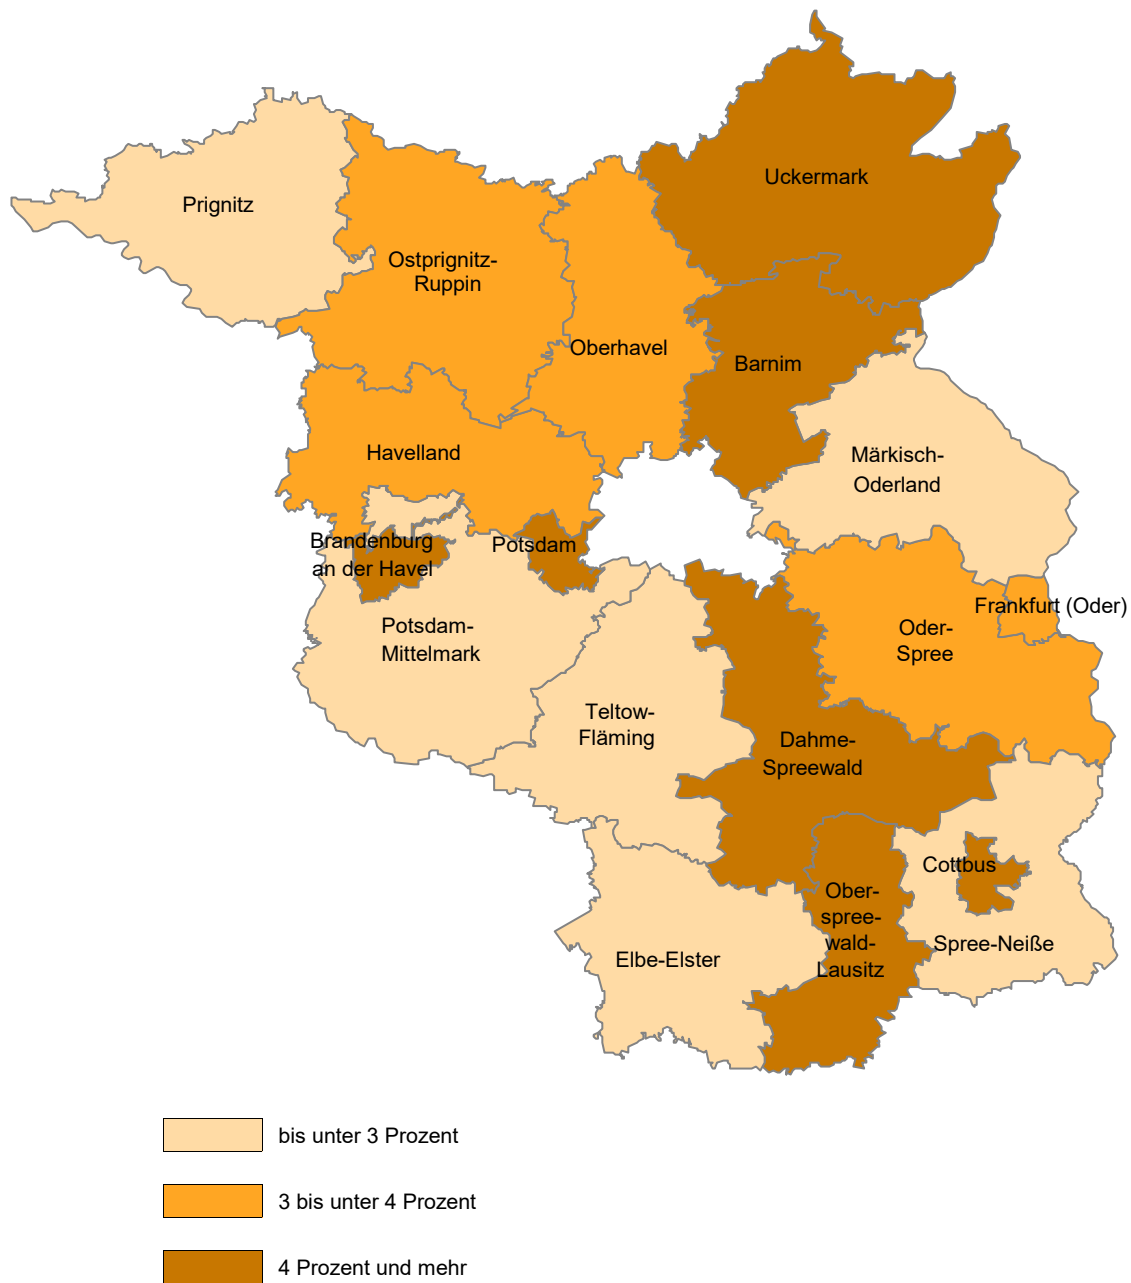 Uckermark
Prignitz
Ostprignitz-
Ruppin
Oberhavel
Barnim
Havelland
Märkisch-
Oderland
Brandenburg
an der Havel
Potsdam
Frankfurt (Oder)
Potsdam-
Mittelmark
Oder-
Spree
Teltow-
Fläming
Dahme-
Spreewald
Cottbus
Ober-
spree-
wald-
Lausitz
Spree-Neiße
Elbe-Elster
bis unter 3 Prozent
3 bis unter 4 Prozent
4 Prozent und mehr